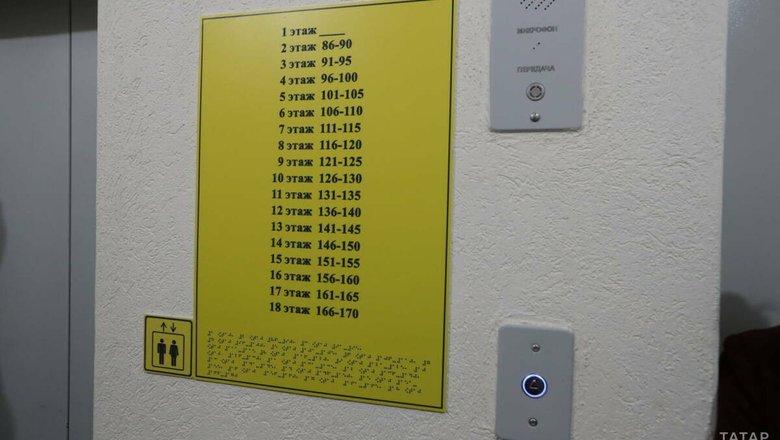 1 этаж ____
2 этаж 86-90
3 этаж 91-95
4 этаж 96-100
5 этаж 101-105
6 этаж 106-110
7 этаж 111-115
8 этаж 116-120
9 этаж 121-125
10 этаж 126-130
11 этаж 131-135
12 этаж 136-140
13 этаж 141-145
14 этаж 146-150
15 этаж 151-155
16 этаж 156-160
17 этаж 161-165
18 этаж 166-170
МИКРОФОН
ПЕРЕДАЧА
TATAP